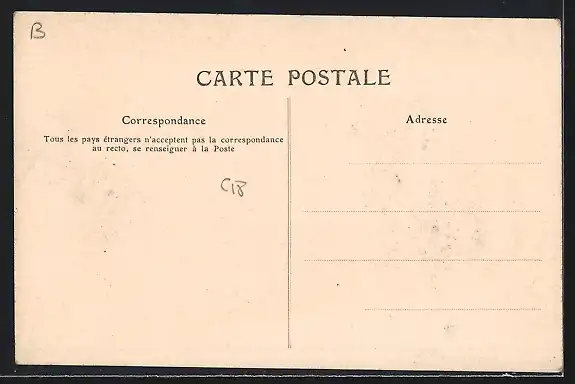 B
CARTE POSTALE
Correspondance
Tous les pays étrangers n'acceptent pas la correspondance
au recto, se renseigner à la Poste
C18
Adresse